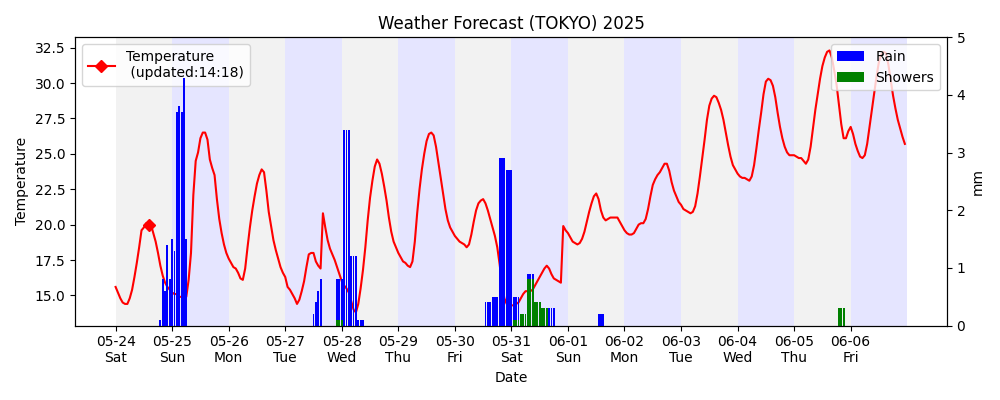 Weather Forecast (TOKYO) 2025
Temperature
(updated:14:18)
Rain
Showers
Temperature
32.5
30.0
27.5
25.0
22.5
20.0
17.5
15.0
5
4
3
2
1
0
mm
05-24 05-25 05-26 05-27 05-28 05-29 05-30 05-31 06-01 06-02 06-03 06-04 06-05 06-06
Sat Sun Mon Tue Wed Thu Fri Sat Sun Mon Tue Wed Thu Fri
Date